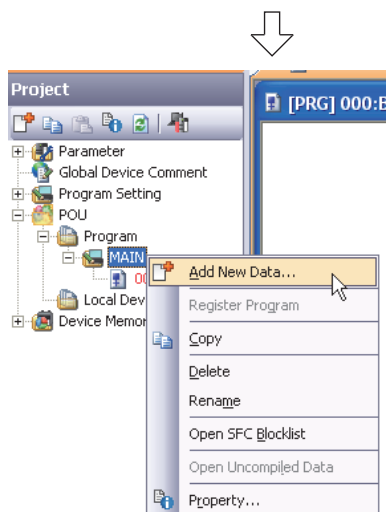 Project
[PRG] 000:B
Parameter
Global Device Comment
Program Setting
POU
Program
MAIN
Local Dev
Device Memor
Add New Data...
Register Program
Copy
Delete
Rename
Open SFC Blocklist
Open Uncompiled Data
Property...